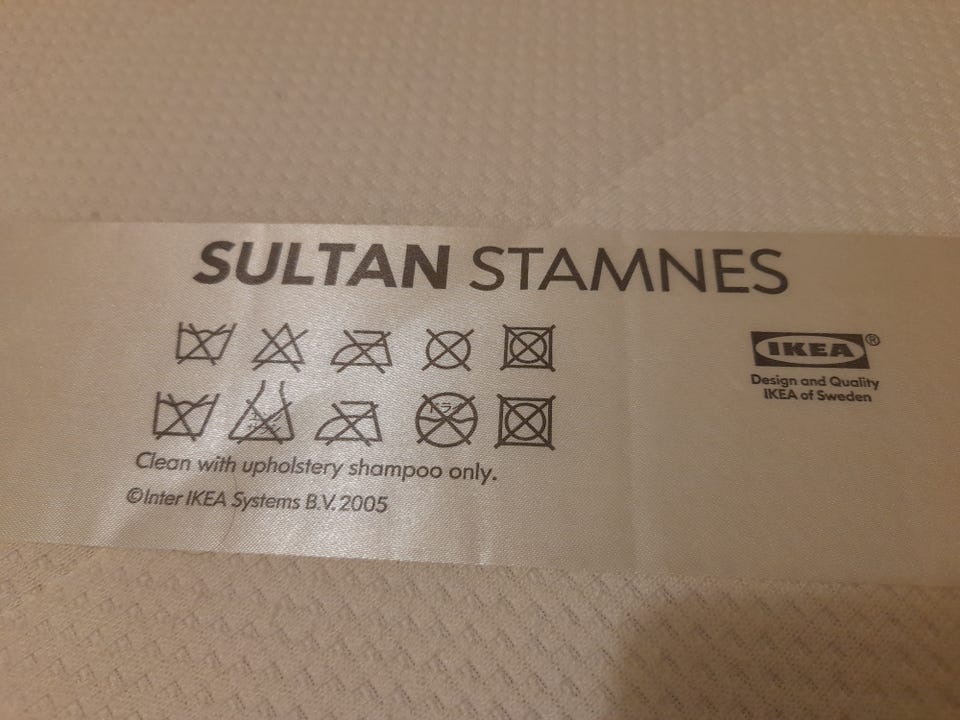 SULTAN STAMNES
IKEA®
Design and Quality
IKEA of Sweden
Clean with upholstery shampoo only.
©Inter IKEA Systems B.V. 2005